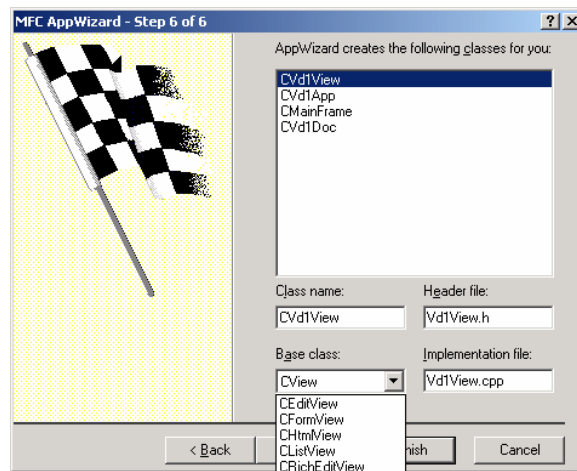 MFC AppWizard - Step 6 of 6
AppWizard creates the following classes for you:
CVd1View
CVd1App
CMainFrame
CVd1Doc
Class name:
Header file:
CVd1View
Vd1View.h
Base class:
Implementation file:
CView
Vd1View.cpp
CEditView
CFormView
CHtmlView
CListView
CRichEditView
< Back
nish
Cancel